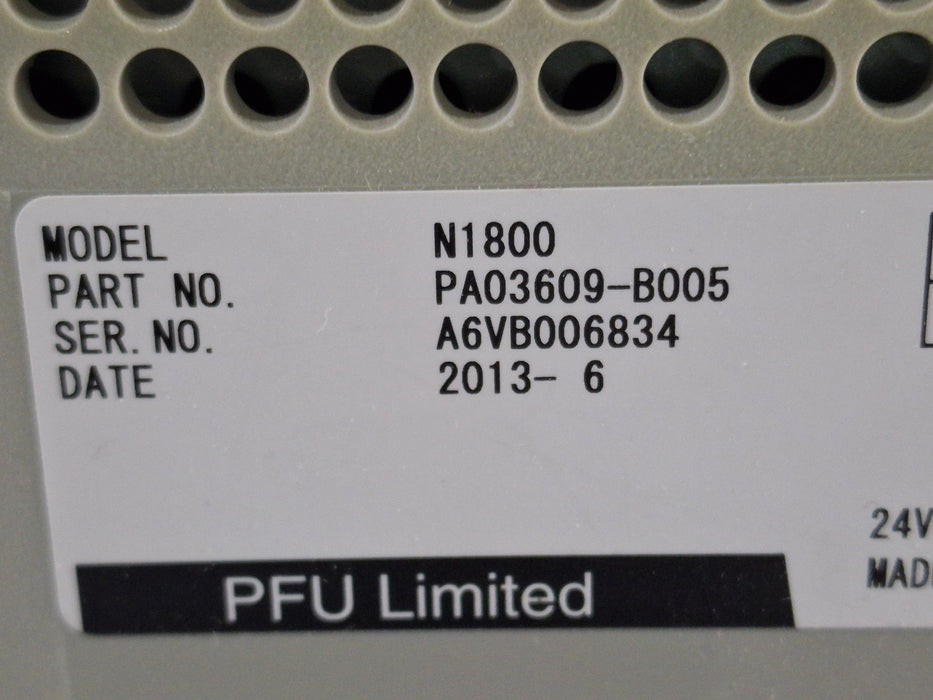 MODEL N1800
PART NO. PA03609-B005
SER. NO. A6VB006834
DATE 2013- 6
24V
PFU Limited